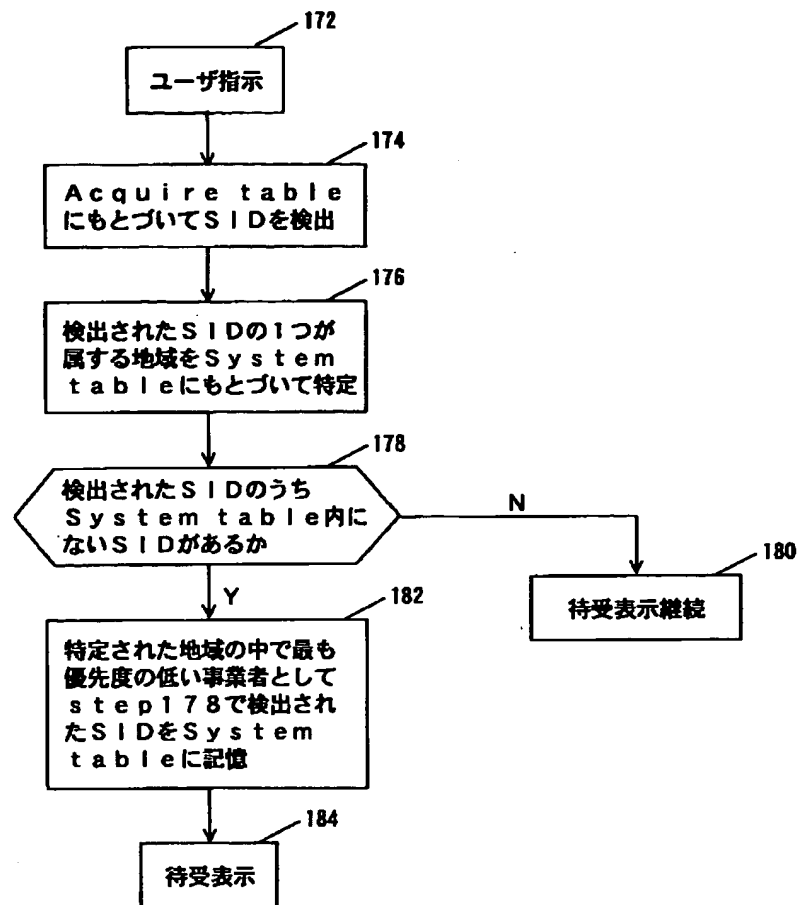 172
ユーザ指示
174
Acquire table
にもとづいてSIDを検出
176
検出されたSIDの1つが
属する地域をSystem
tableにもとづいて特定
178
検出されたSIDのうち
System table内に
ないSIDがあるか
N
180
待受表示継続
Y
182
特定された地域の中で最も
優先度の低い事業者として
step178で検出され
たSIDをSystem
tableに記憶
184
待受表示